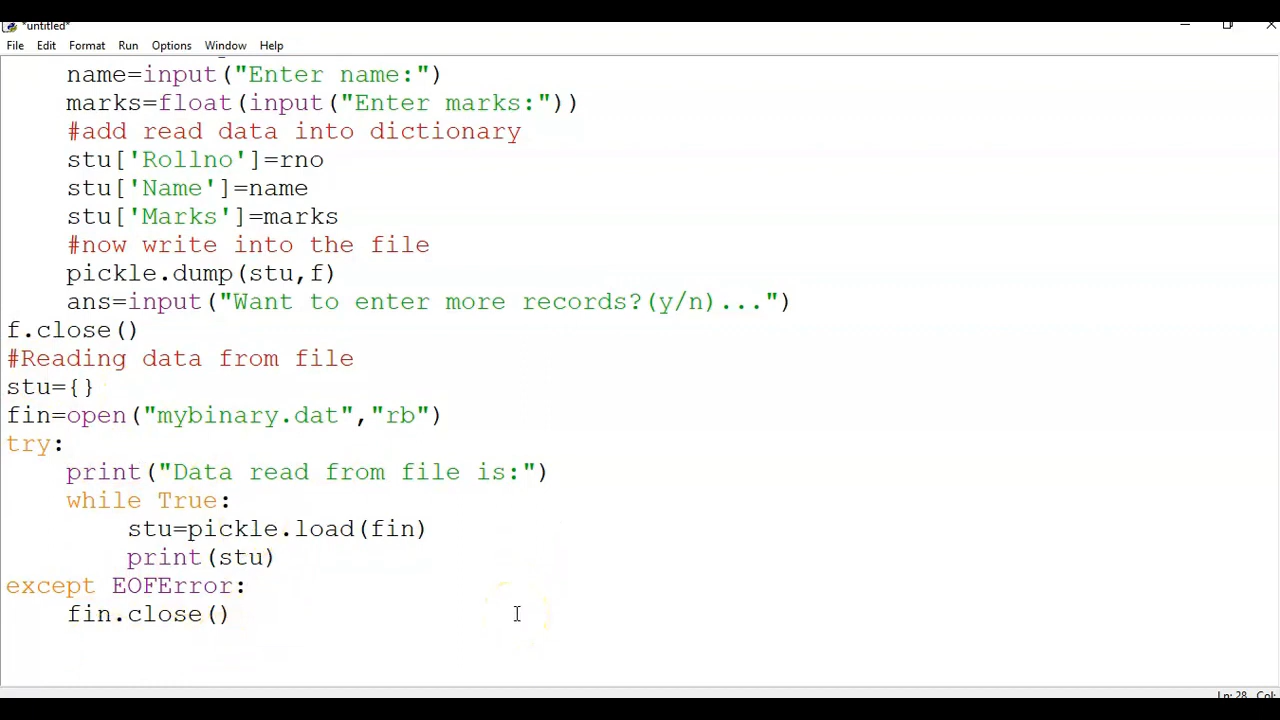 *untitled*
File Edit Format Run Options Window Help
    name=input("Enter name:")
    marks=float(input("Enter marks:"))
    #add read data into dictionary
    stu['Rollno']=rno
    stu['Name']=name
    stu['Marks']=marks
    #now write into the file
    pickle.dump(stu,f)
    ans=input("Want to enter more records?(y/n)...")
f.close()
#Reading data from file
stu={}
fin=open("mybinary.dat","rb")
try:
    print("Data read from file is:")
    while True:
        stu=pickle.load(fin)
        print(stu)
except EOFError:
    fin.close()
Ln: 28 Col: